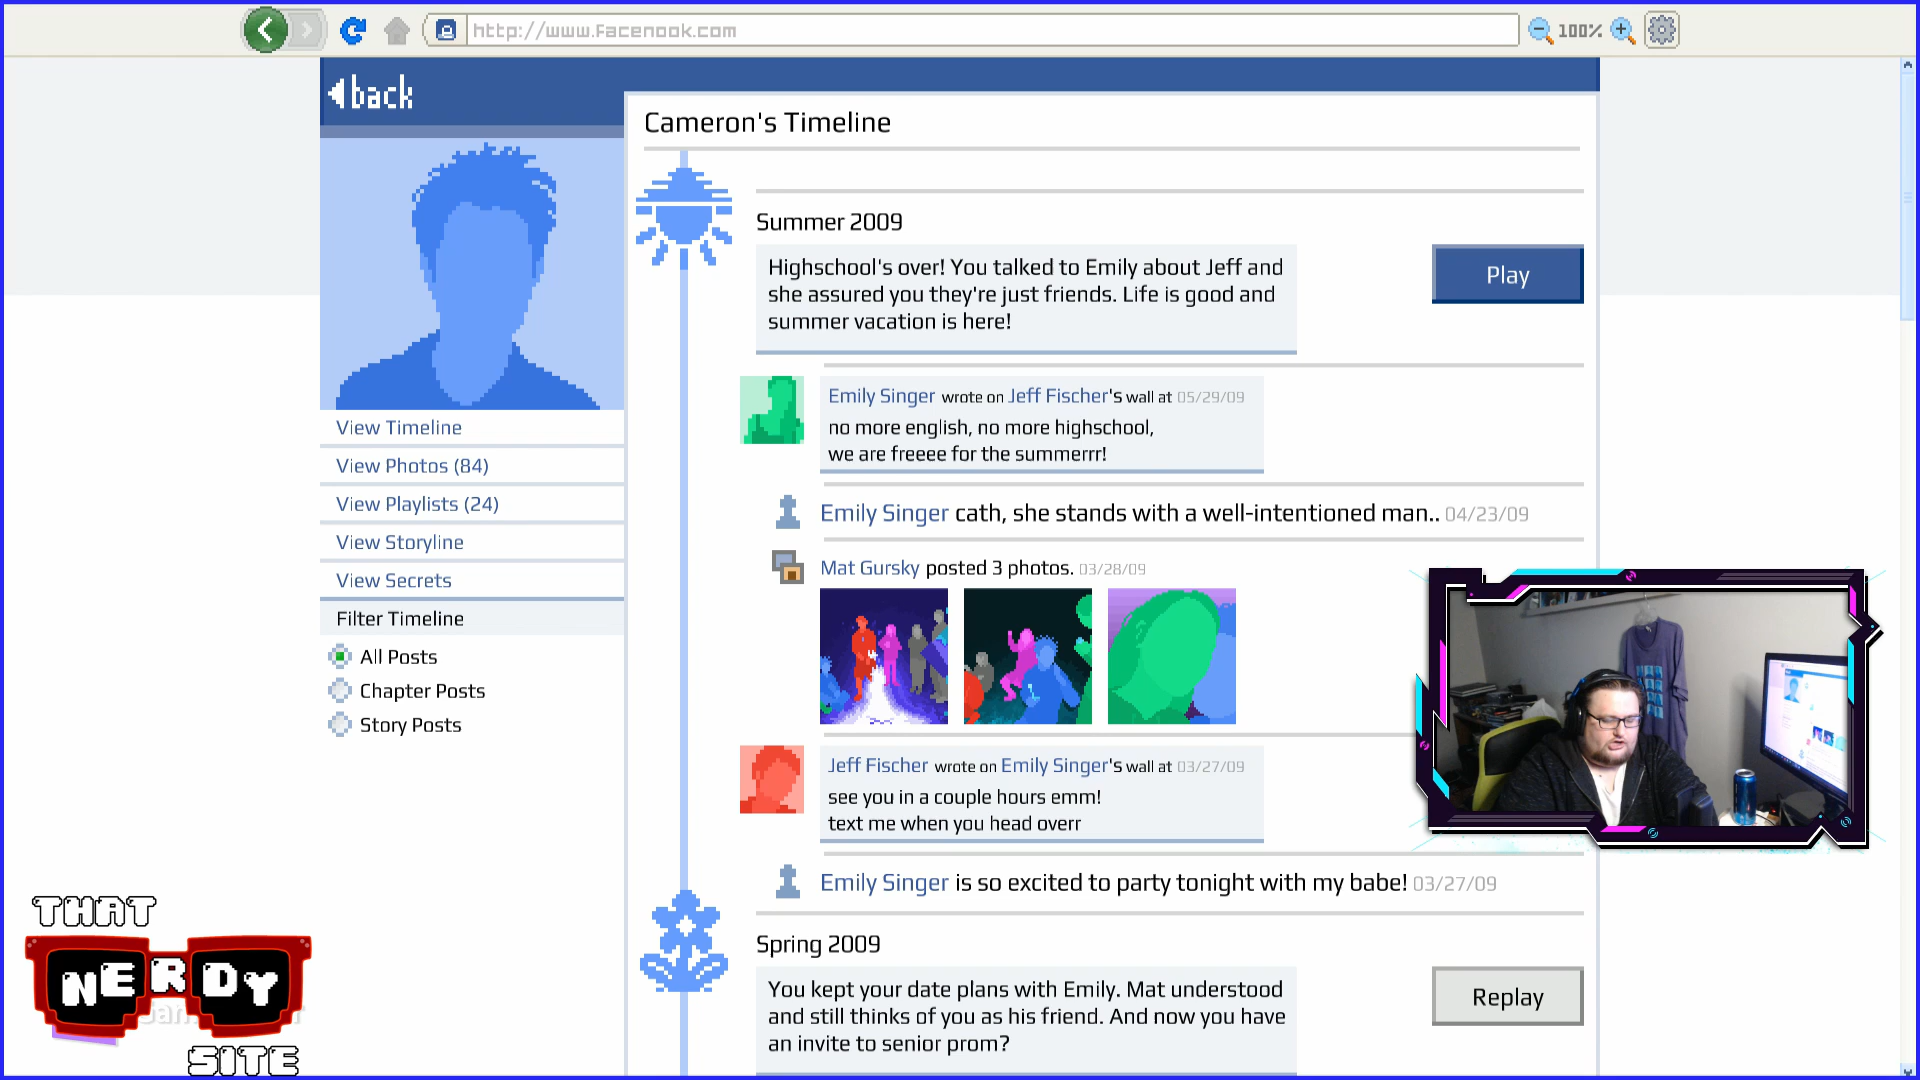 http://www.facenook.com
100%
back
Cameron's Timeline
Summer 2009
Highschool's over! You talked to Emily about Jeff and
she assured you they're just friends. Life is good and
summer vacation is here!
Play
Emily Singer wrote on Jeff Fischer's wall at 05/29/09
no more english, no more highschool,
we are freeee for the summerrr!
View Timeline
View Photos (84)
View Playlists (24)
View Storyline
View Secrets
Filter Timeline
All Posts
Chapter Posts
Story Posts
Emily Singer cath, she stands with a well-intentioned man.. 04/23/09
Mat Gursky posted 3 photos. 03/28/09
Jeff Fischer wrote on Emily Singer's wall at 03/27/09
see you in a couple hours emm!
text me when you head overr
Emily Singer is so excited to party tonight with my babe! 03/27/09
Spring 2009
You kept your date plans with Emily. Mat understood
and still thinks of you as his friend. And now you have
an invite to senior prom?
Replay
THAT
NERDY
SITE